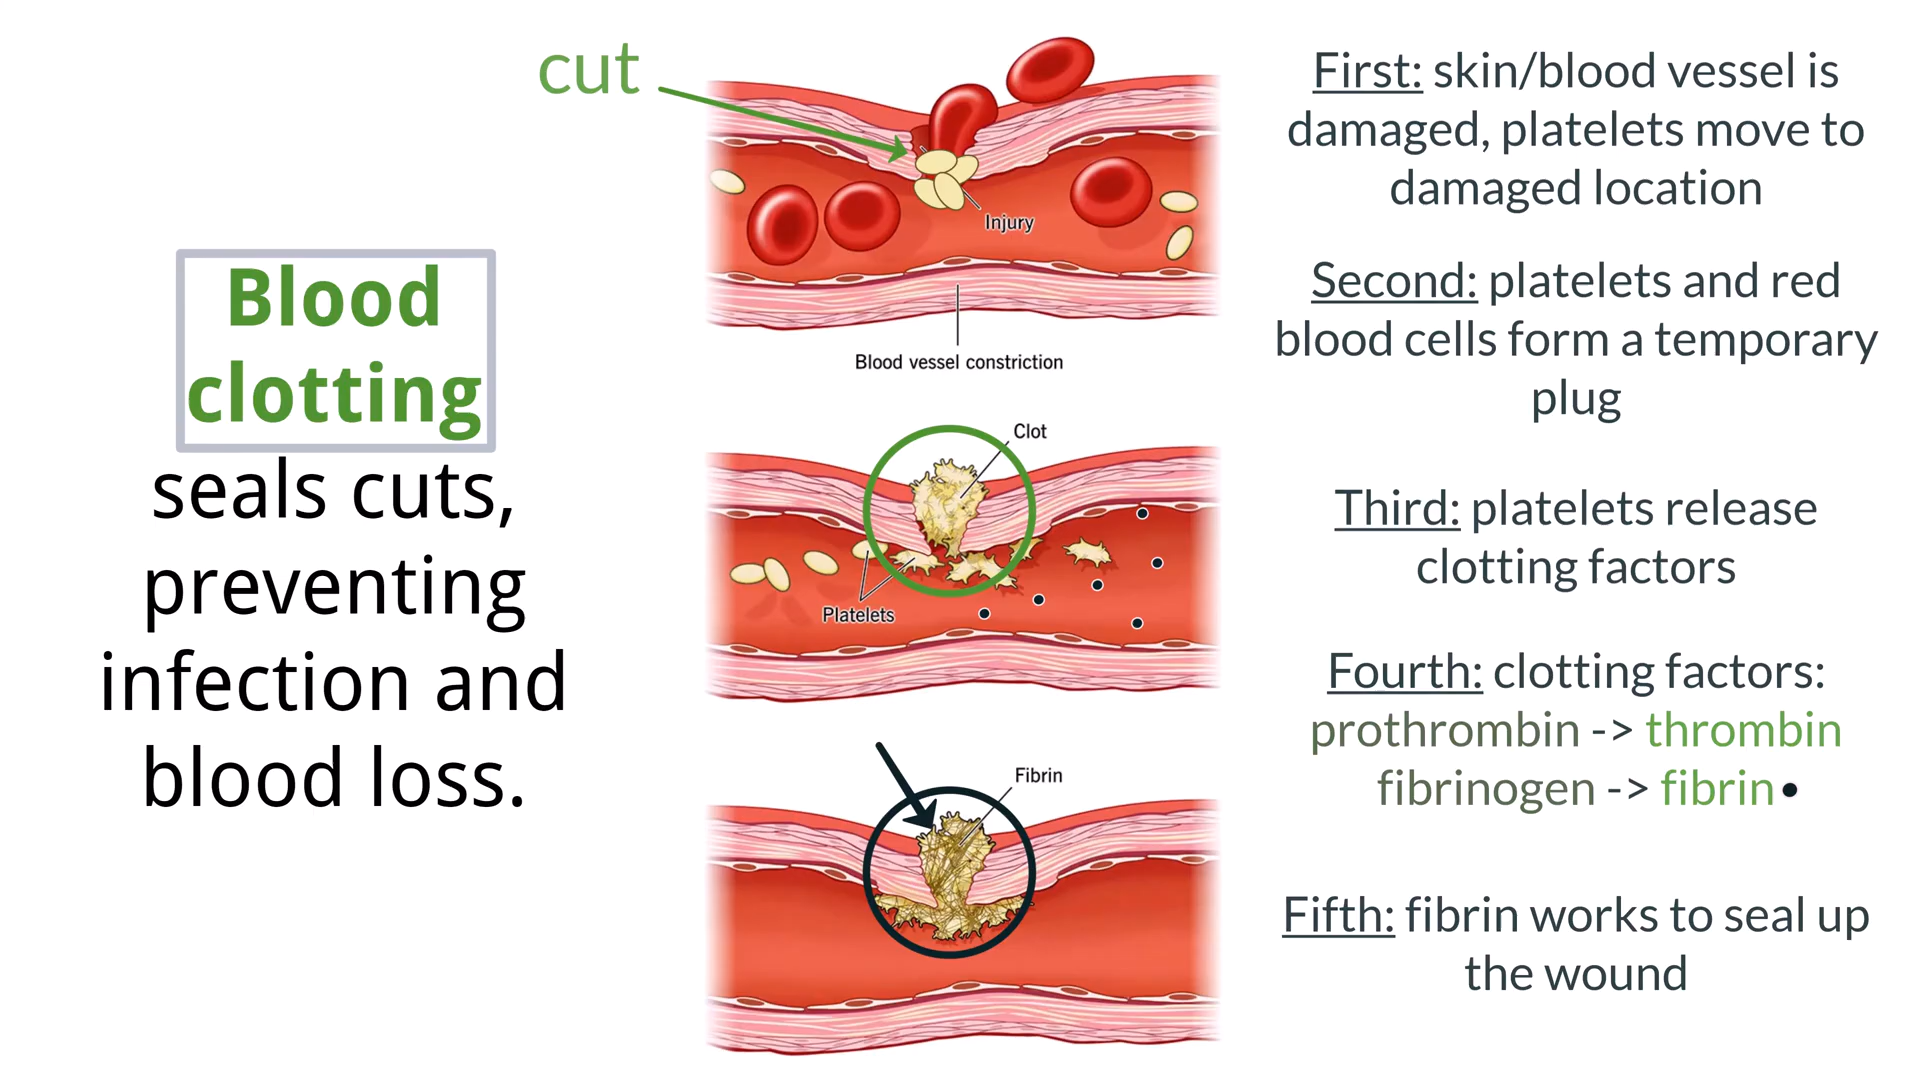 Blood
clotting
seals cuts,
preventing
infection and
blood loss.
cut
Injury
Blood vessel constriction
Clot
Platelets
Fibrin
First: skin/blood vessel is
damaged, platelets move to
damaged location
Second: platelets and red
blood cells form a temporary
plug
Third: platelets release
clotting factors
Fourth: clotting factors:
prothrombin -> thrombin
fibrinogen -> fibrin
Fifth: fibrin works to seal up
the wound